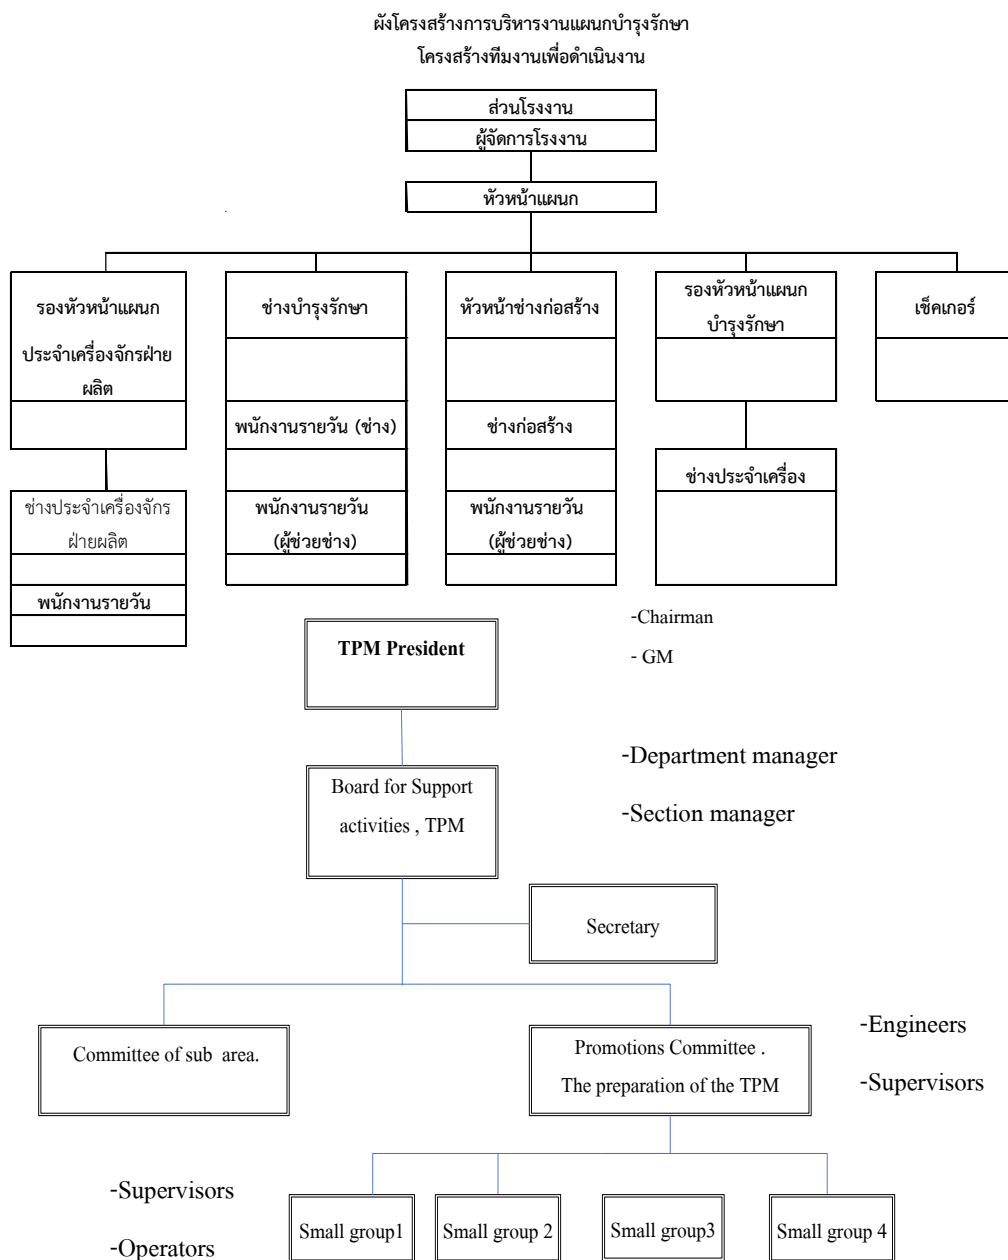 ผังโครงสร้างการบริหารงานแผนกบำรุงรักษา
โครงสร้างทีมงานเพื่อดำเนินงาน
ส่วนโรงงาน
ผู้จัดการโรงงาน
หัวหน้าแผนก
รองหัวหน้าแผนก
ประจำเครื่องจักรฝ่าย
ผลิต
ช่างประจำเครื่องจักร
ฝ่ายผลิต
พนักงานรายวัน
ช่างบำรุงรักษา
พนักงานรายวัน (ช่าง)
พนักงานรายวัน
(ผู้ช่วยช่าง)
หัวหน้าช่างก่อสร้าง
ช่างก่อสร้าง
พนักงานรายวัน
(ผู้ช่วยช่าง)
รองหัวหน้าแผนก
บำรุงรักษา
ช่างประจำเครื่อง
เช็คเกอร์
TPM President
-Chairman
- GM
Board for Support
activities , TPM
-Department manager
-Section manager
Secretary
Committee of sub area.
Promotions Committee .
The preparation of the TPM
-Engineers
-Supervisors
-Supervisors
-Operators
Small group1
Small group 2
Small group3
Small group 4